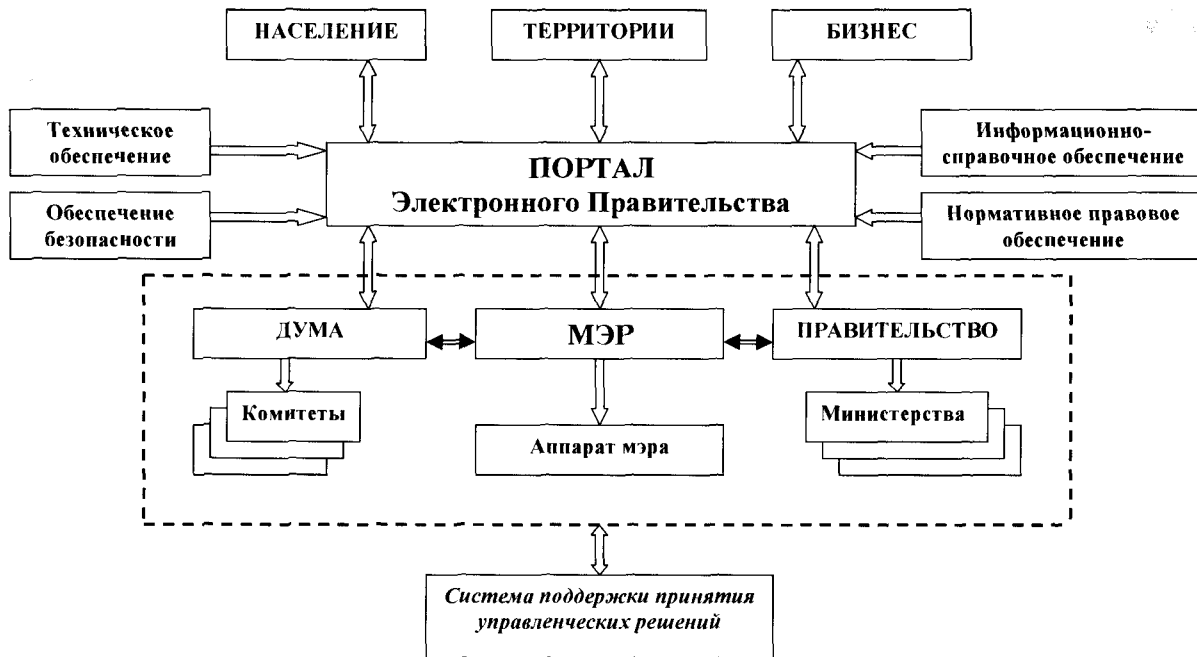 НАСЕЛЕНИЕ
ТЕРРИТОРИИ
БИЗНЕС
Техническое
обеспечение
Информационно-
справочное обеспечение
ПОРТАЛ
Электронного Правительства
Обеспечение
безопасности
Нормативное правовое
обеспечение
ДУМА
МЭР
ПРАВИТЕЛЬСТВО
Комитеты
Аппарат мэра
Министерства
Система поддержки принятия
управленческих решений